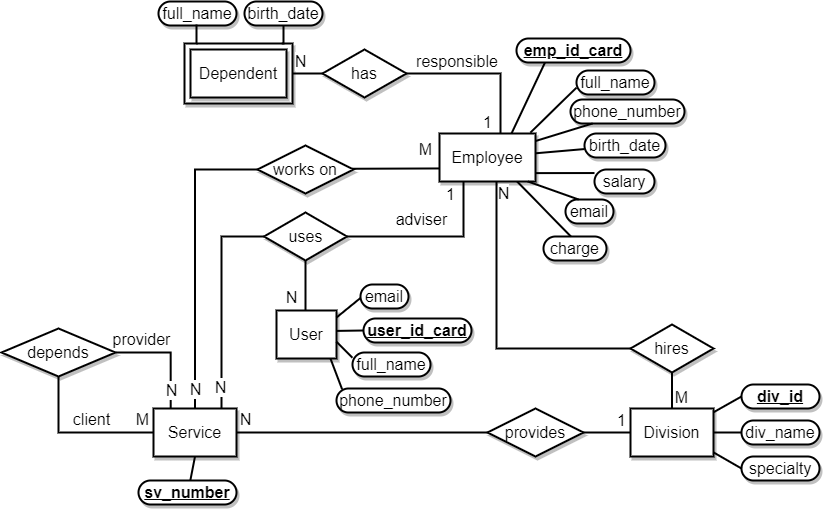 full_name
birth_date
Dependent
N
has
responsible
1
emp_id_card
full_name
phone_number
birth_date
salary
email
charge
Employee
M
works on
1
N
adviser
uses
N
User
email
user_id_card
full_name
phone_number
depends
provider
client
N
N
N
M
Service
N
sv_number
provides
1
hires
M
Division
div_id
div_name
specialty